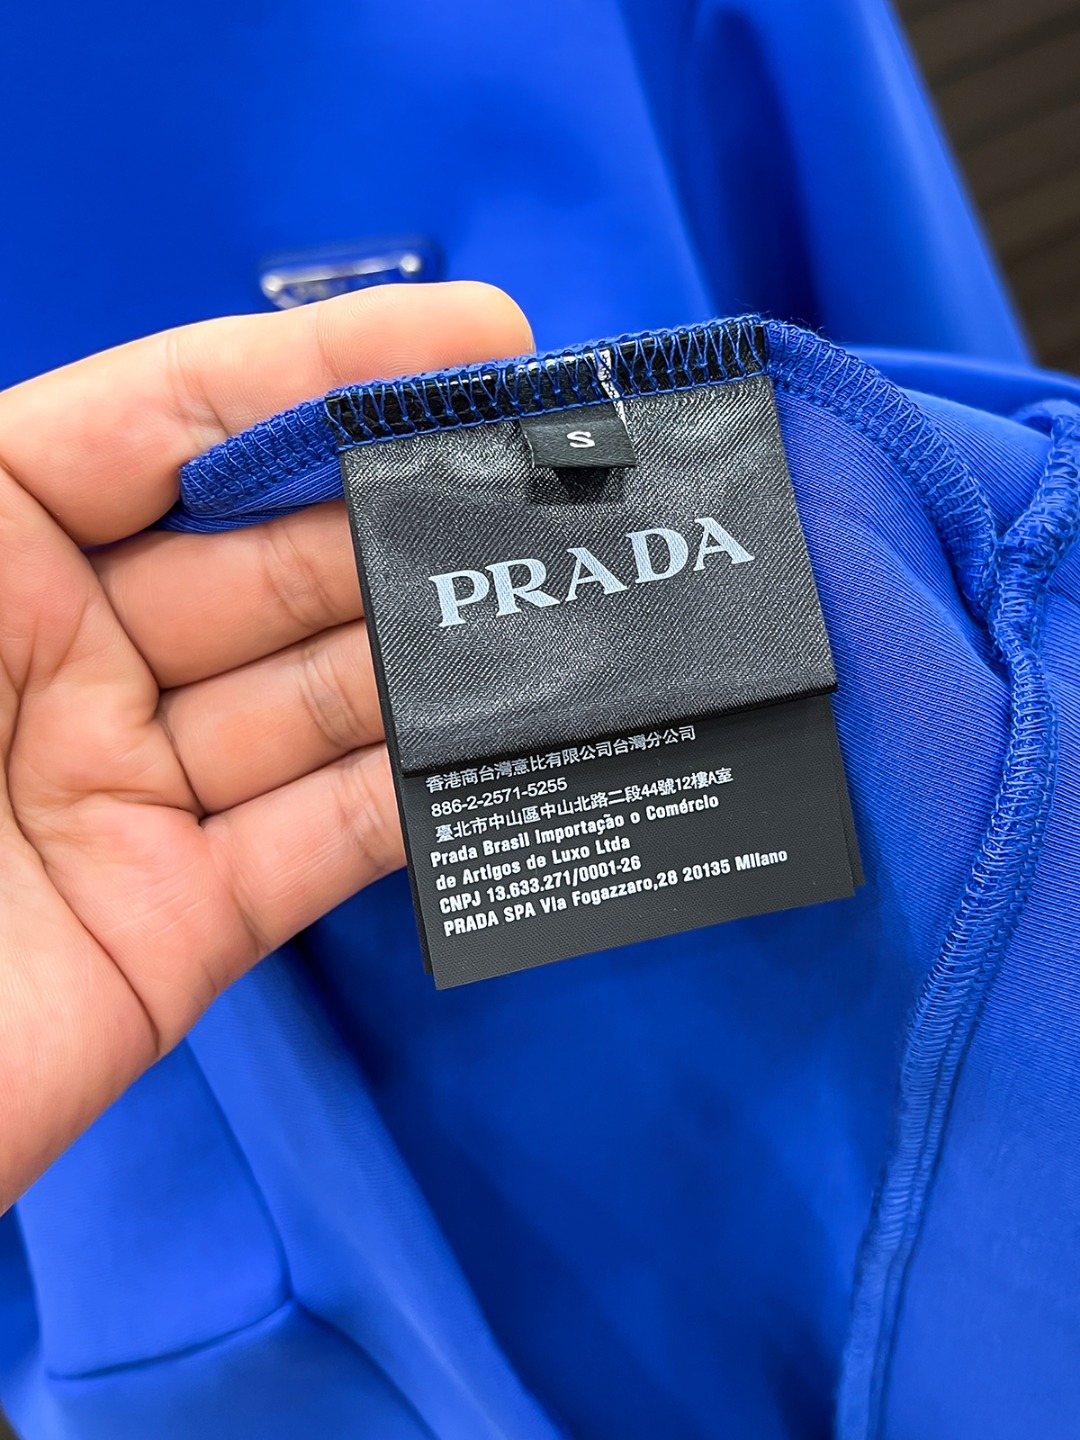 S
PRADA
香港商台灣意比有限公司台灣分公司
886-2-2571-5255
臺北市中山區中山北路二段44號12樓A室
Prada Brasil Importação o Comérclo
de Artigos de Luxo Ltda
CNPJ 13.633.271/0001-26
PRADA SPA Via Fogazzaro,28 20135 Milano